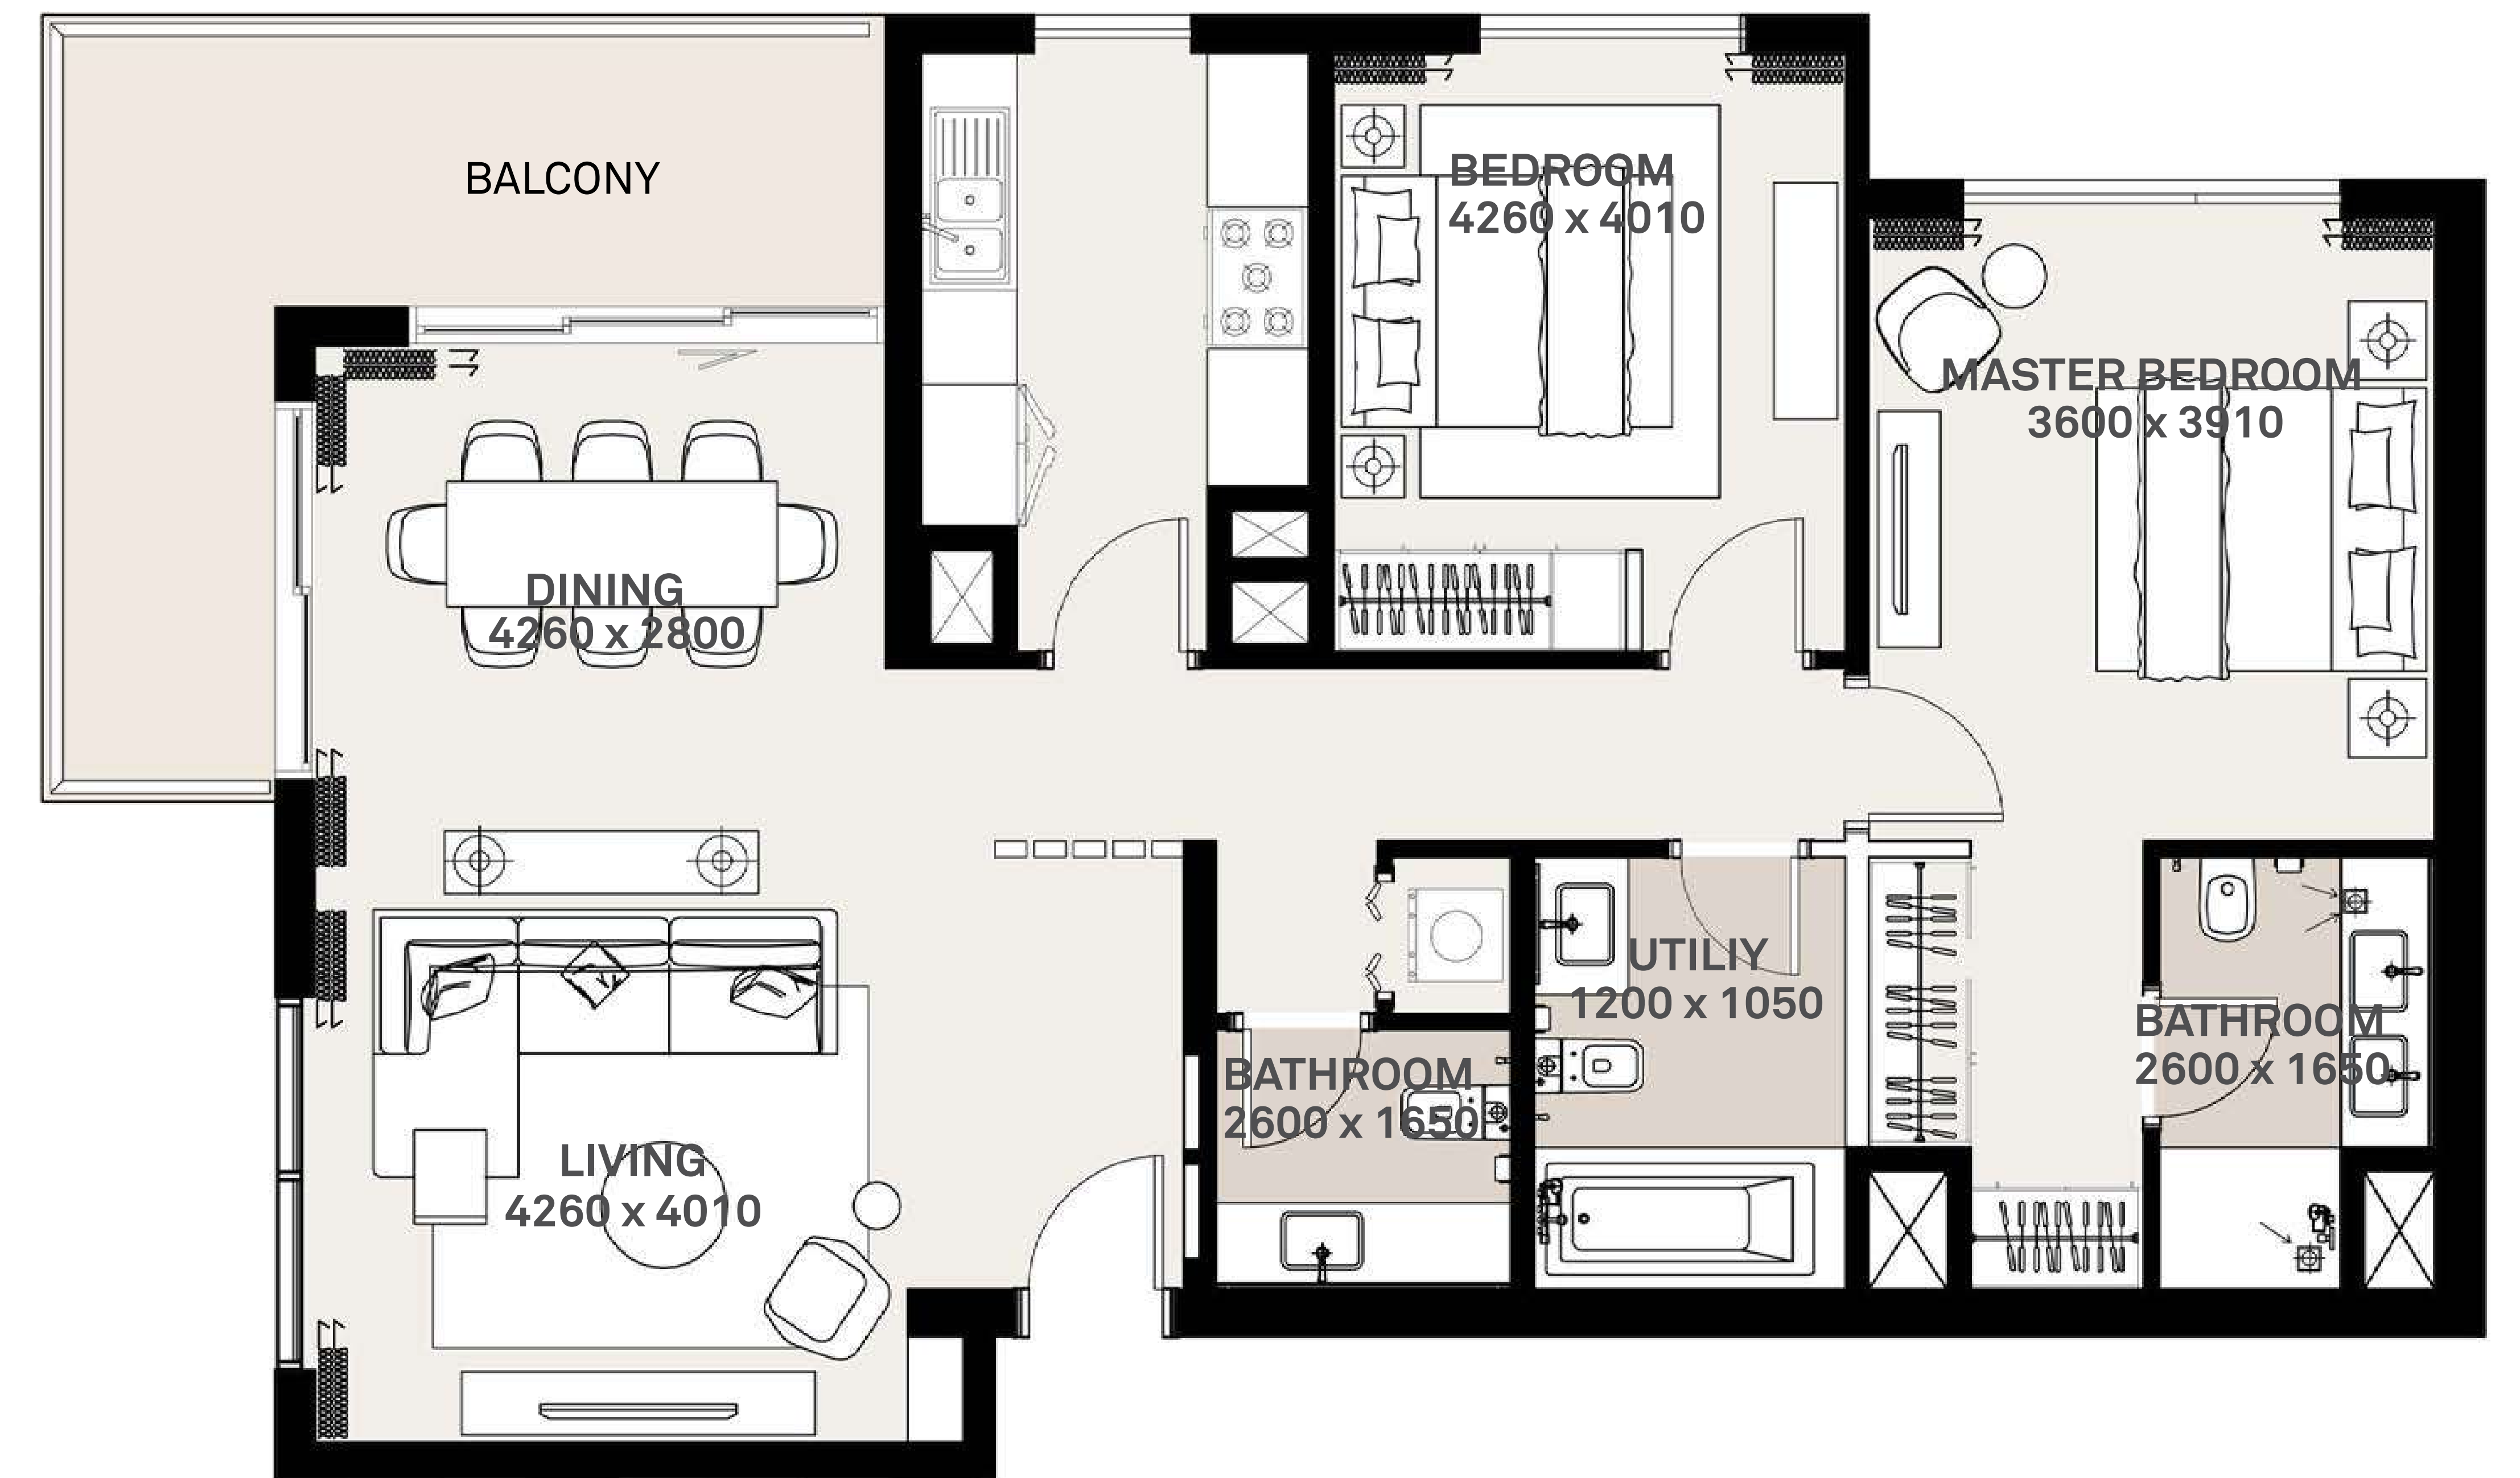 BALCONY
BEDROOM
4260 x 4010
MASTER BEDROOM
3600 x 3910
DINING
4260 x 2800
UTILIY
1200 x 1050
BATHROOM
2600 x 1650
BATHROOM
2600 x 1650
LIVING
4260 x 4010